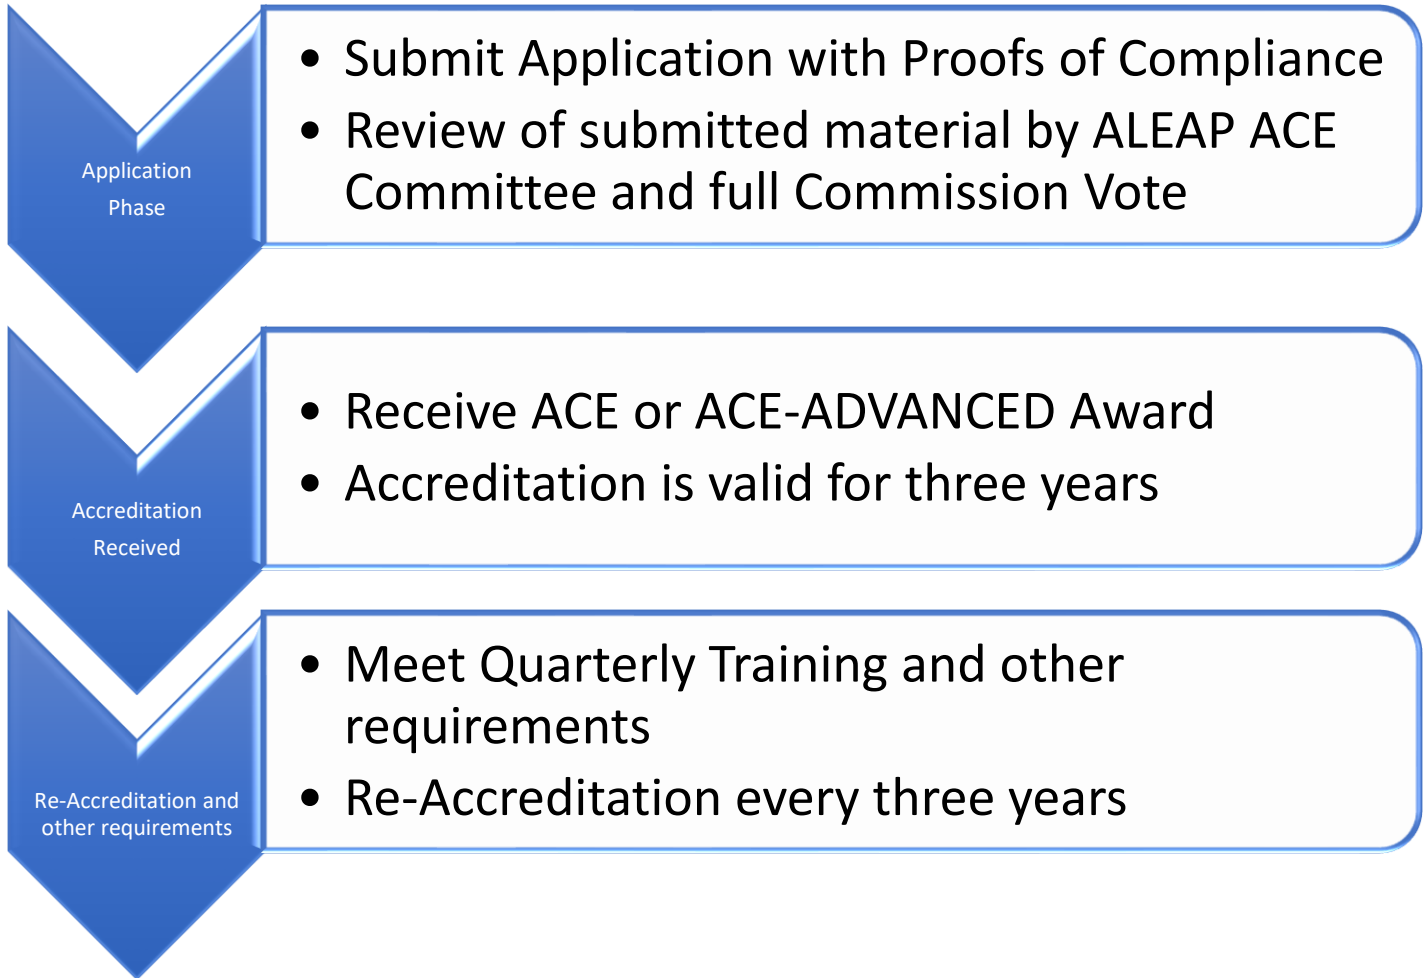 Application
Phase
• Submit Application with Proofs of Compliance
• Review of submitted material by ALEAP ACE
Committee and full Commission Vote
Accreditation
Received
• Receive ACE or ACE-ADVANCED Award
• Accreditation is valid for three years
Re-Accreditation and
other requirements
• Meet Quarterly Training and other
requirements
• Re-Accreditation every three years